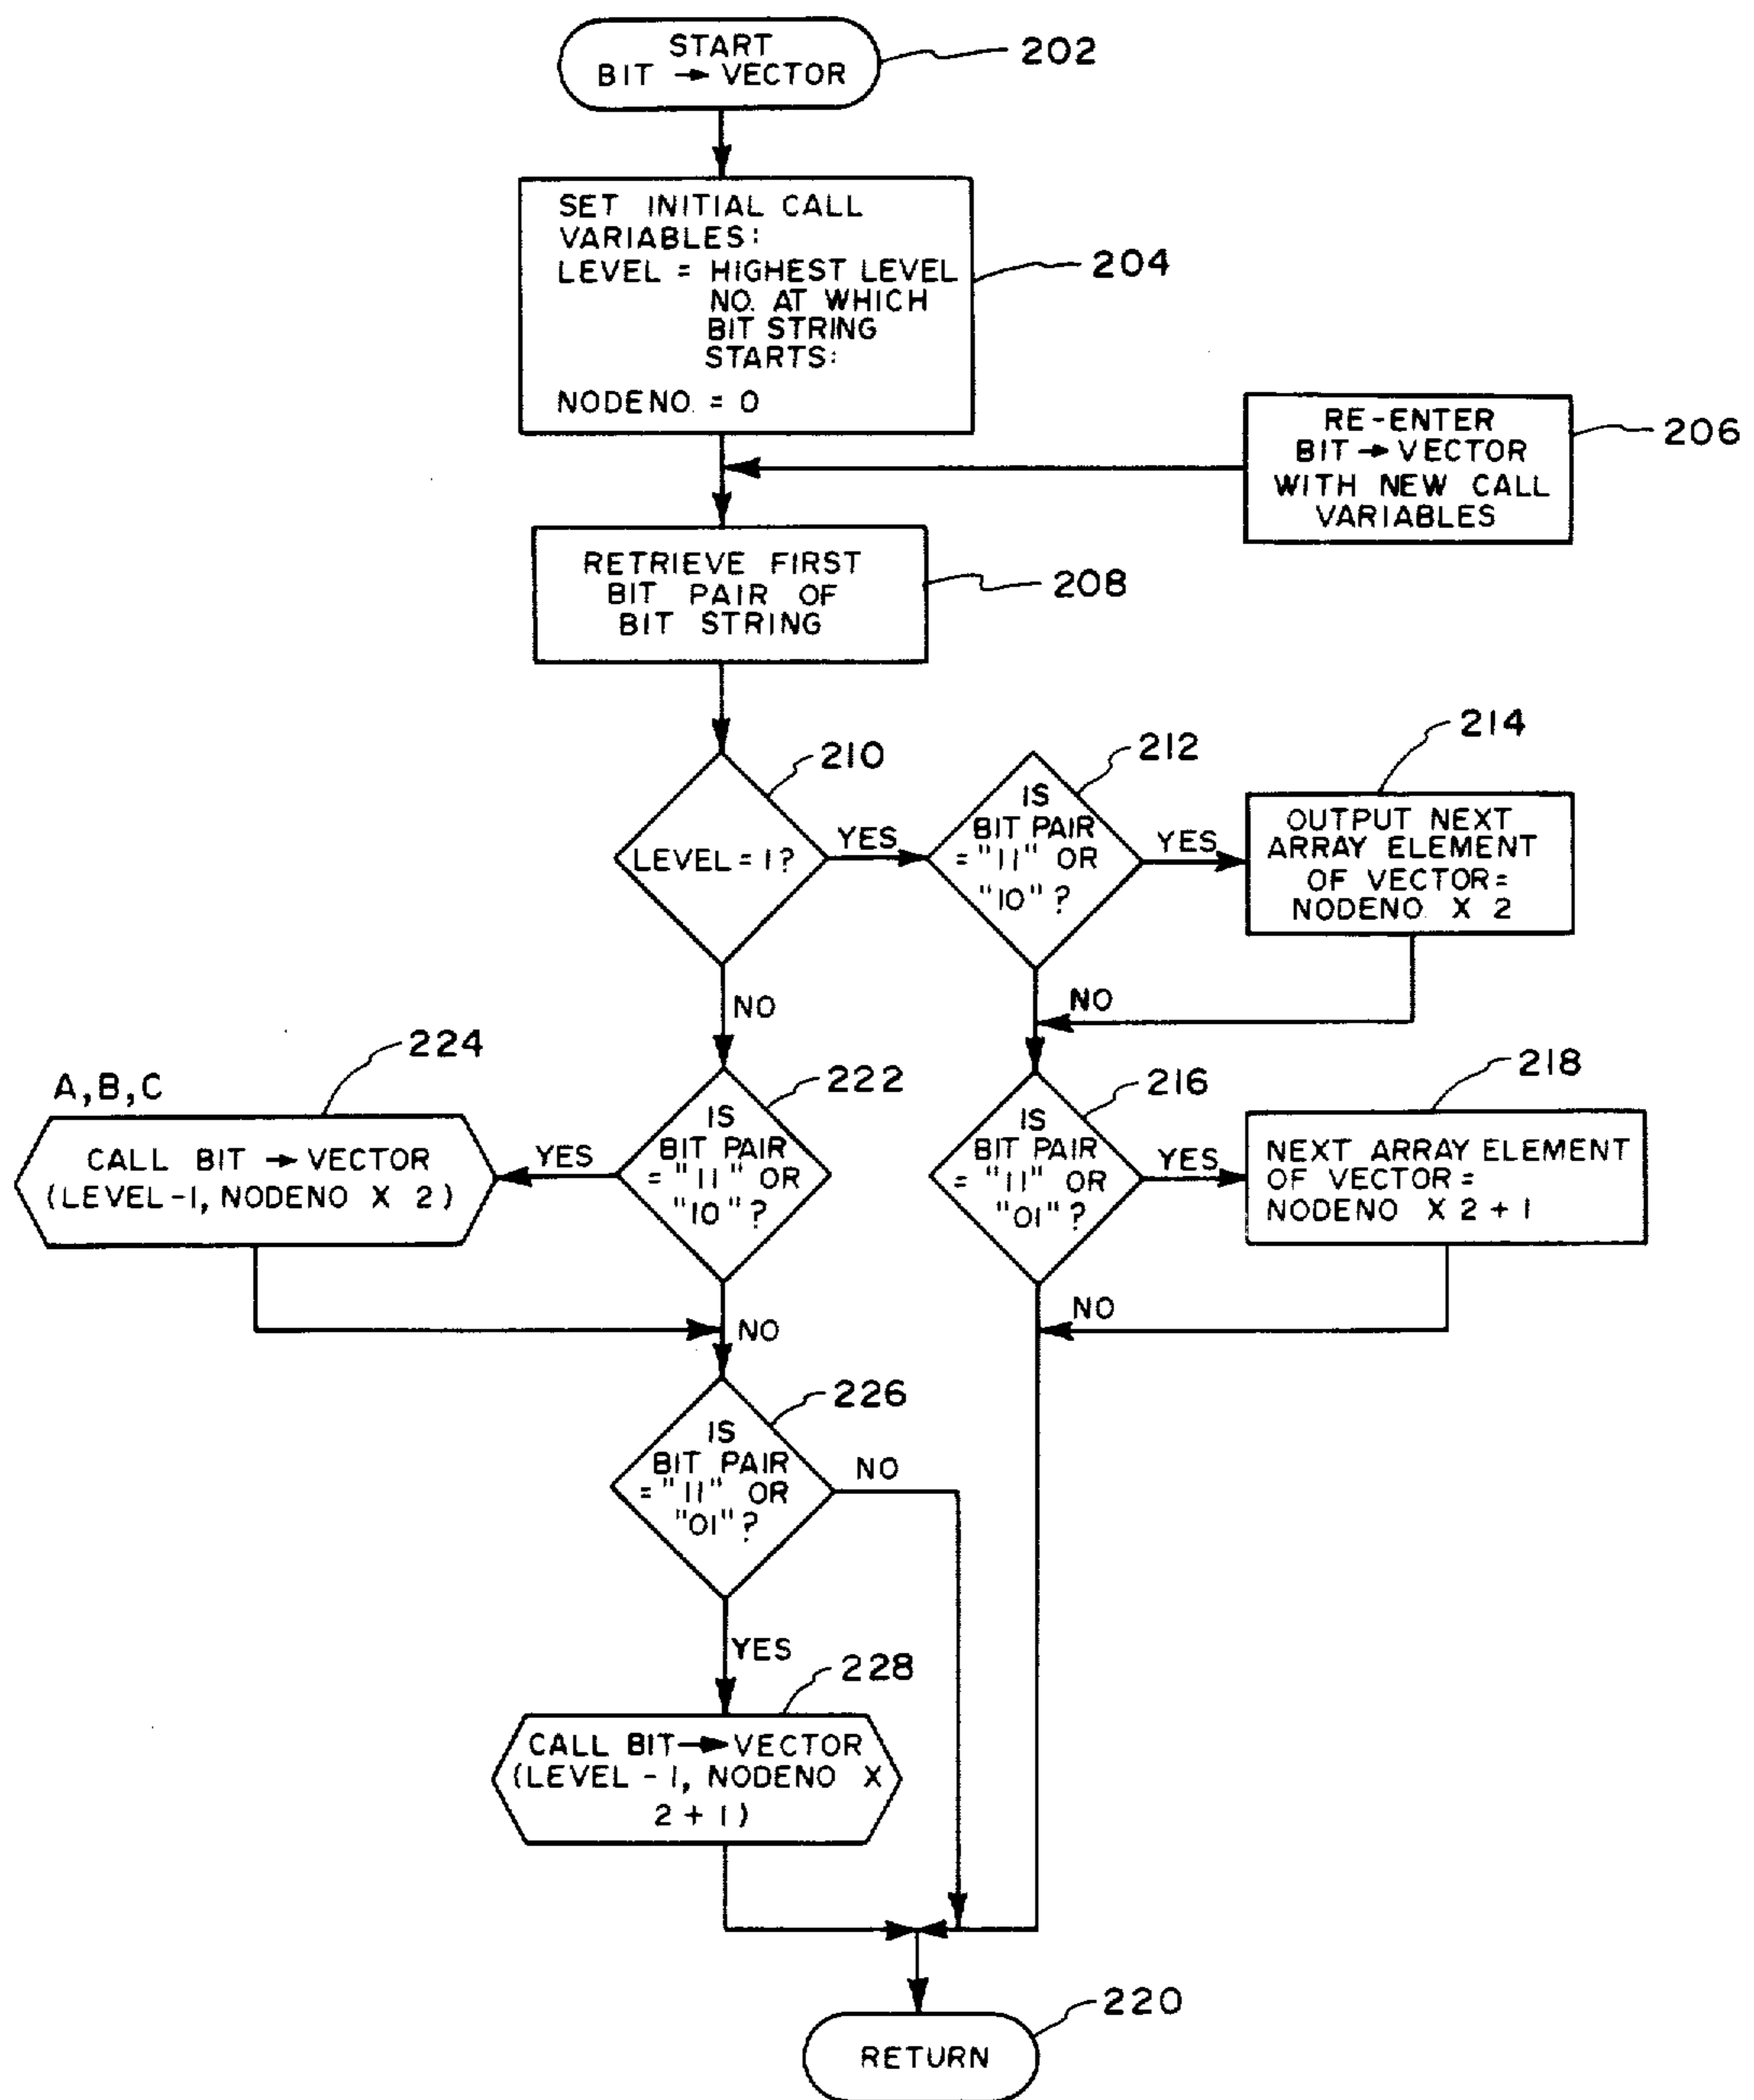 START
BIT → VECTOR
202
SET INITIAL CALL
VARIABLES:
LEVEL = HIGHEST LEVEL
NO. AT WHICH
BIT STRING
STARTS:
NODENO. = 0
204
RE-ENTER
BIT → VECTOR
WITH NEW CALL
VARIABLES
206
RETRIEVE FIRST
BIT PAIR OF
BIT STRING
208
LEVEL = 1?
210
YES
NO
IS
BIT PAIR
= "11" OR
"10" ?
212
YES
NO
OUTPUT NEXT
ARRAY ELEMENT
OF VECTOR =
NODENO. X 2
214
IS
BIT PAIR
= "11" OR
"01" ?
216
YES
NO
NEXT ARRAY ELEMENT
OF VECTOR =
NODENO X 2 + 1
218
IS
BIT PAIR
= "11" OR
"10" ?
222
YES
NO
A, B, C
CALL BIT → VECTOR
(LEVEL -1, NODENO X 2)
224
IS
BIT PAIR
= "11" OR
"01" ?
226
NO
YES
CALL BIT → VECTOR
(LEVEL - 1, NODENO X
2 + 1)
228
RETURN
220